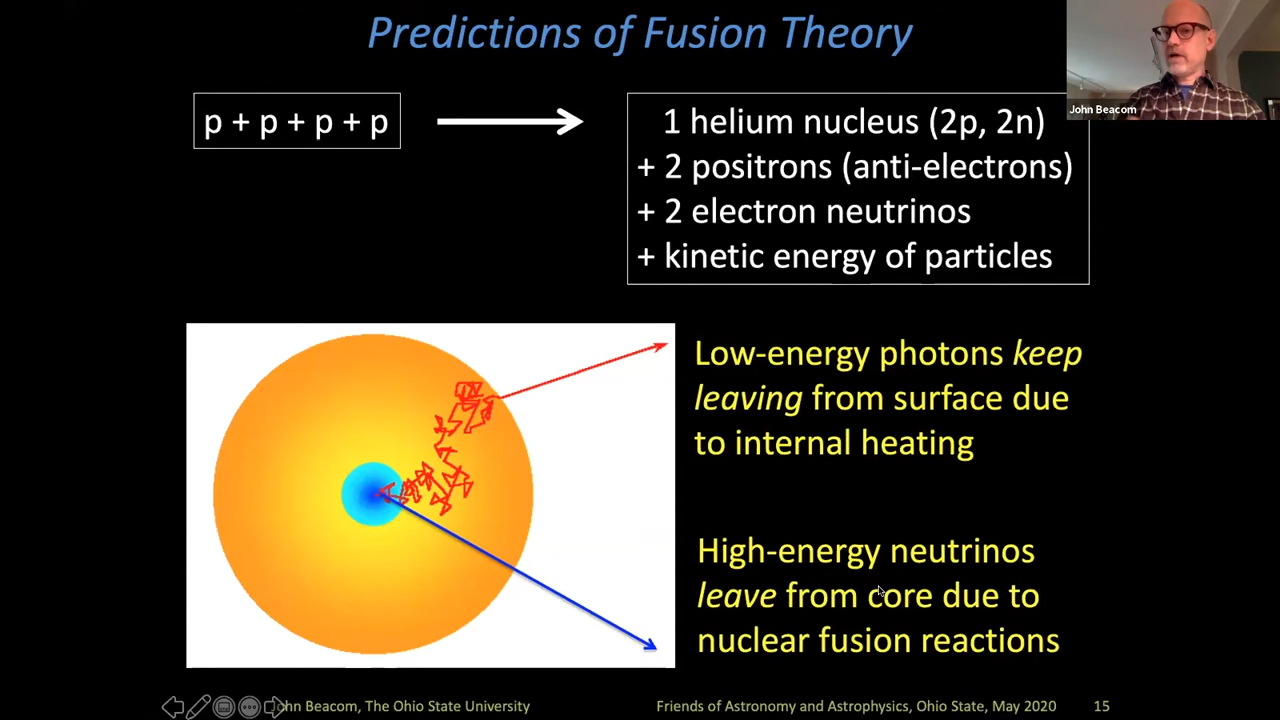 Predictions of Fusion Theory
John Beacom
p + p + p + p
1 helium nucleus (2p, 2n)
+ 2 positrons (anti-electrons)
+ 2 electron neutrinos
+ kinetic energy of particles
Low-energy photons keep
leaving from surface due
to internal heating
High-energy neutrinos
leave from core due to
nuclear fusion reactions
John Beacom, The Ohio State University
Friends of Astronomy and Astrophysics, Ohio State, May 2020
15